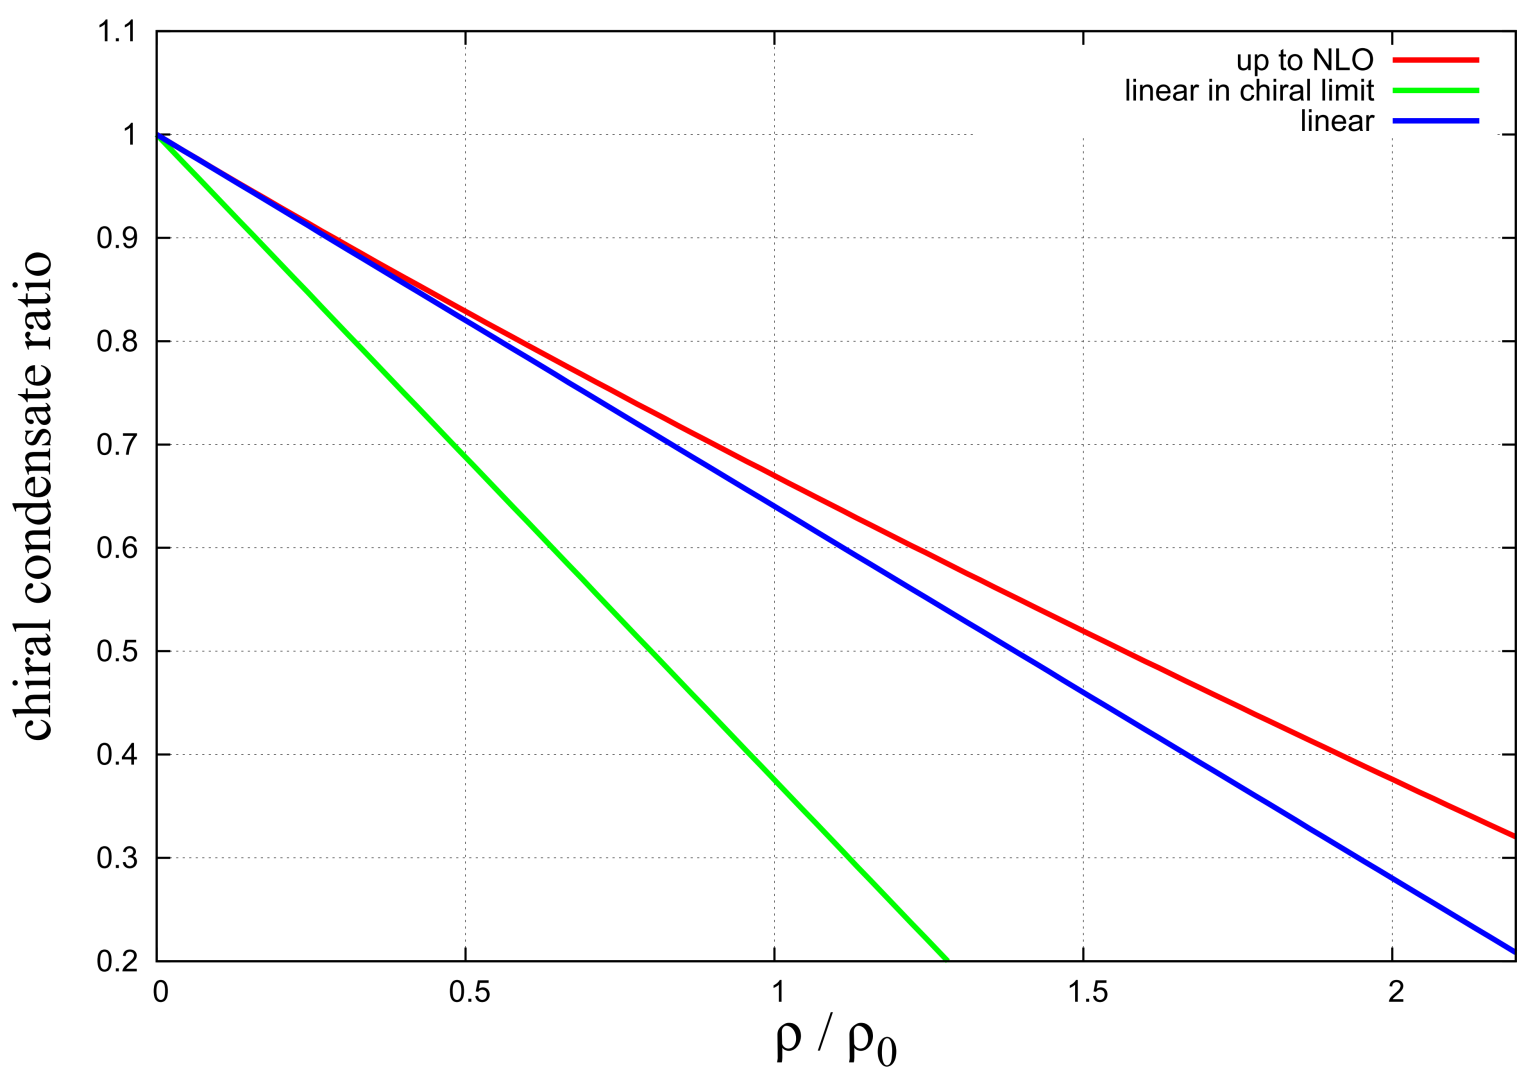 1.1
1
0.9
0.8
0.7
0.6
0.5
0.4
0.3
0.2
chiral condensate ratio
up to NLO
linear in chiral limit
linear
0 0.5 1 1.5 2
ρ / ρ0